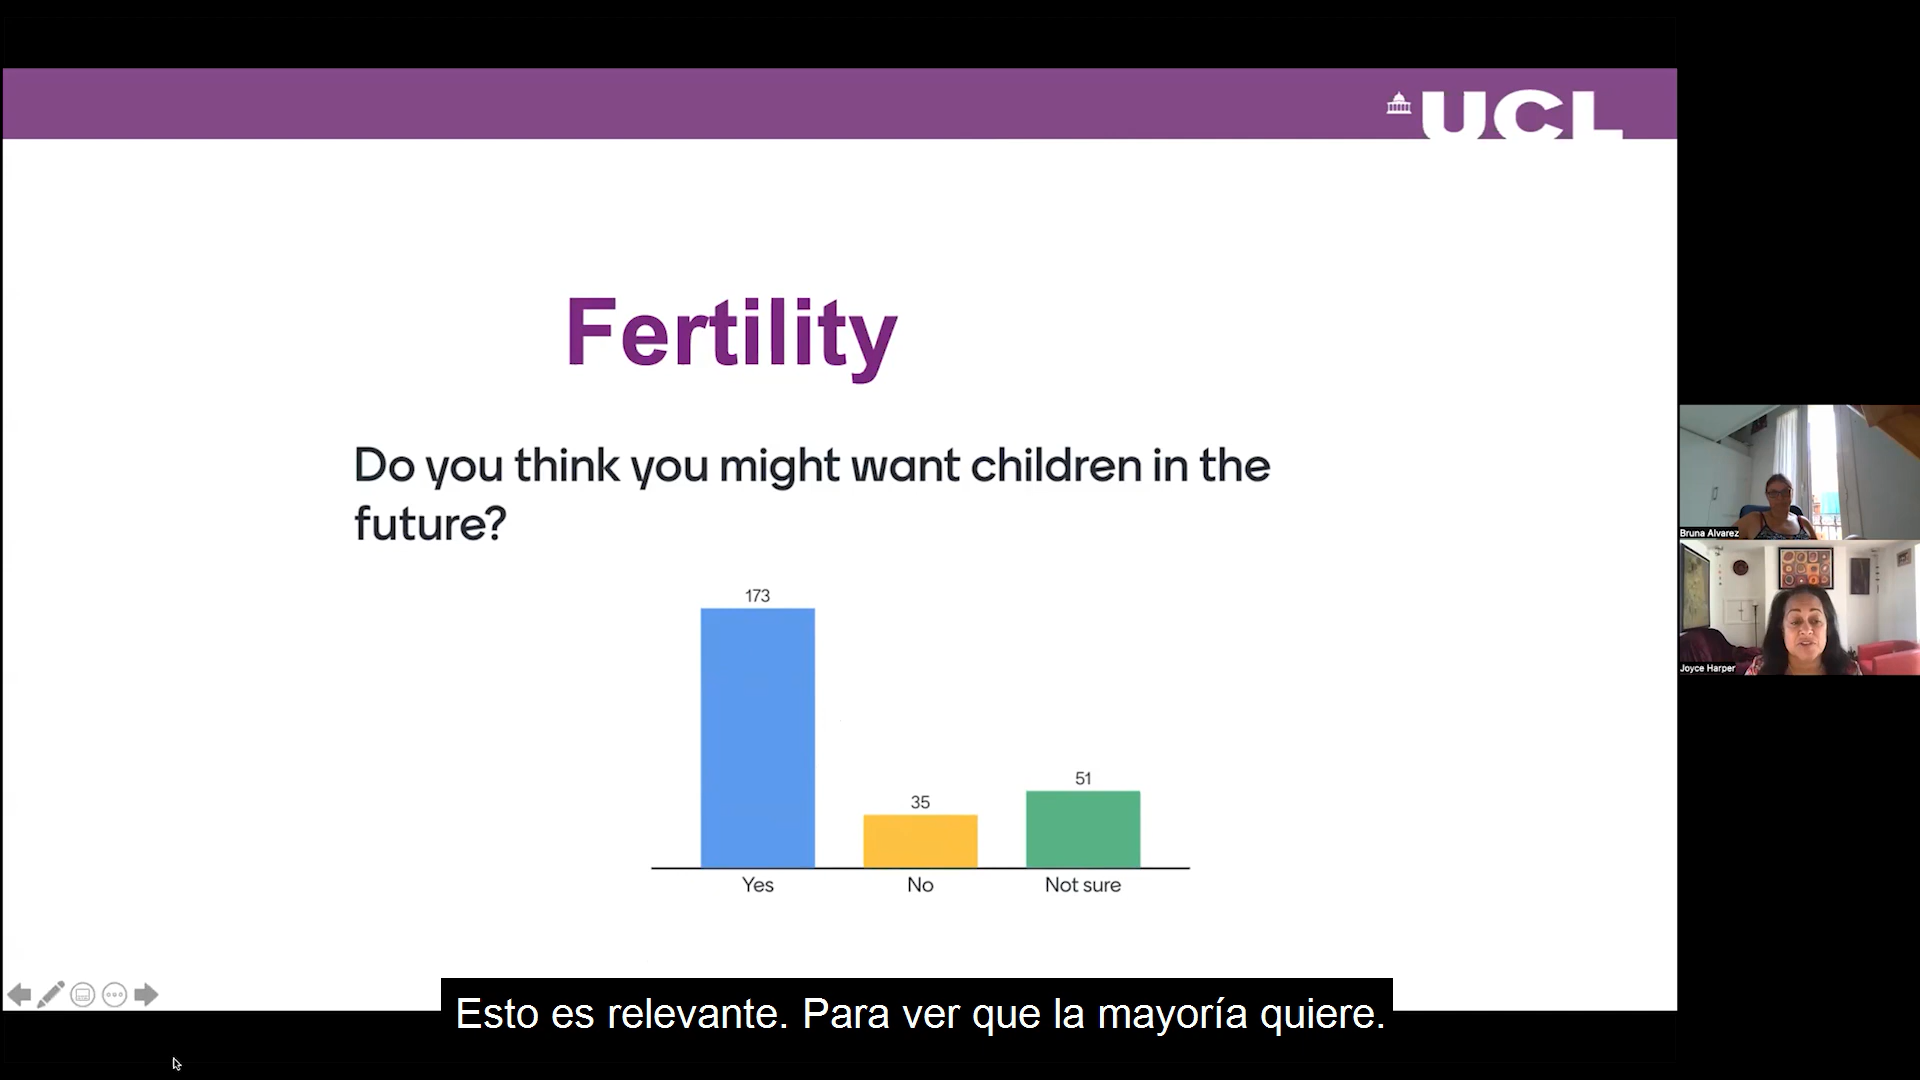 UCL
Fertility
Do you think you might want children in the
future?
173
35
51
Yes
No
Not sure
Bruna Alvarez
Joyce Harper
Esto es relevante. Para ver que la mayoría quiere.